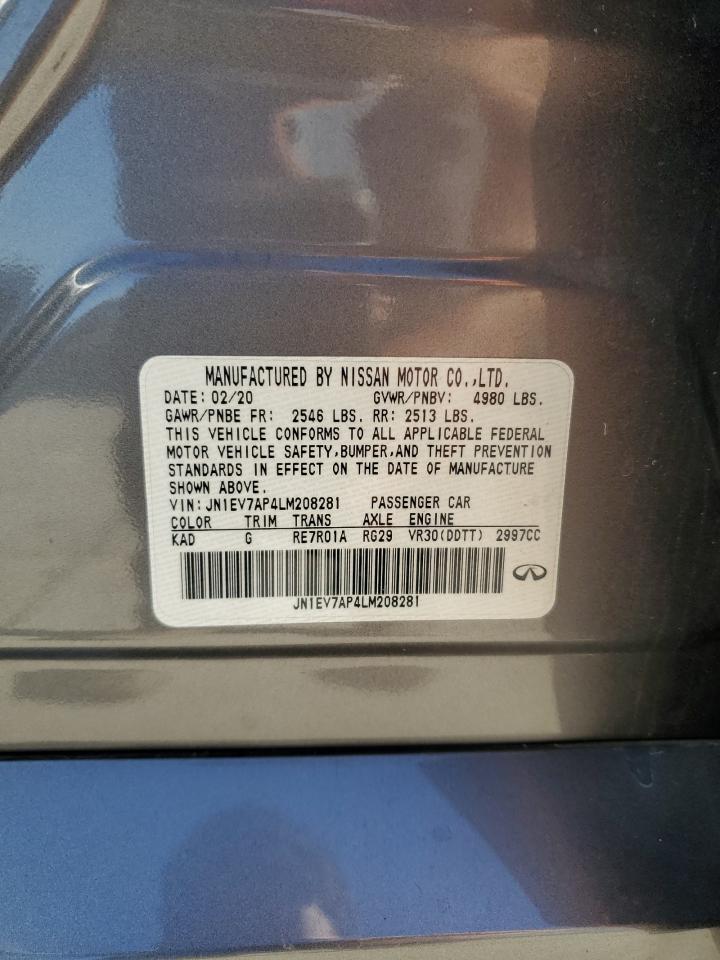 MANUFACTURED BY NISSAN MOTOR CO.,LTD.
DATE: 02/20 GVWR/PNBV: 4980 LBS.
GAWR/PNBE FR: 2546 LBS. RR: 2513 LBS.
THIS VEHICLE CONFORMS TO ALL APPLICABLE FEDERAL
MOTOR VEHICLE SAFETY,BUMPER,AND THEFT PREVENTION
STANDARDS IN EFFECT ON THE DATE OF MANUFACTURE
SHOWN ABOVE.
VIN: JN1EV7AP4LM208281 PASSENGER CAR
COLOR TRIM TRANS AXLE ENGINE
KAD G RE7R01A RG29 VR30(DDTT) 2997CC
JN1EV7AP4LM208281